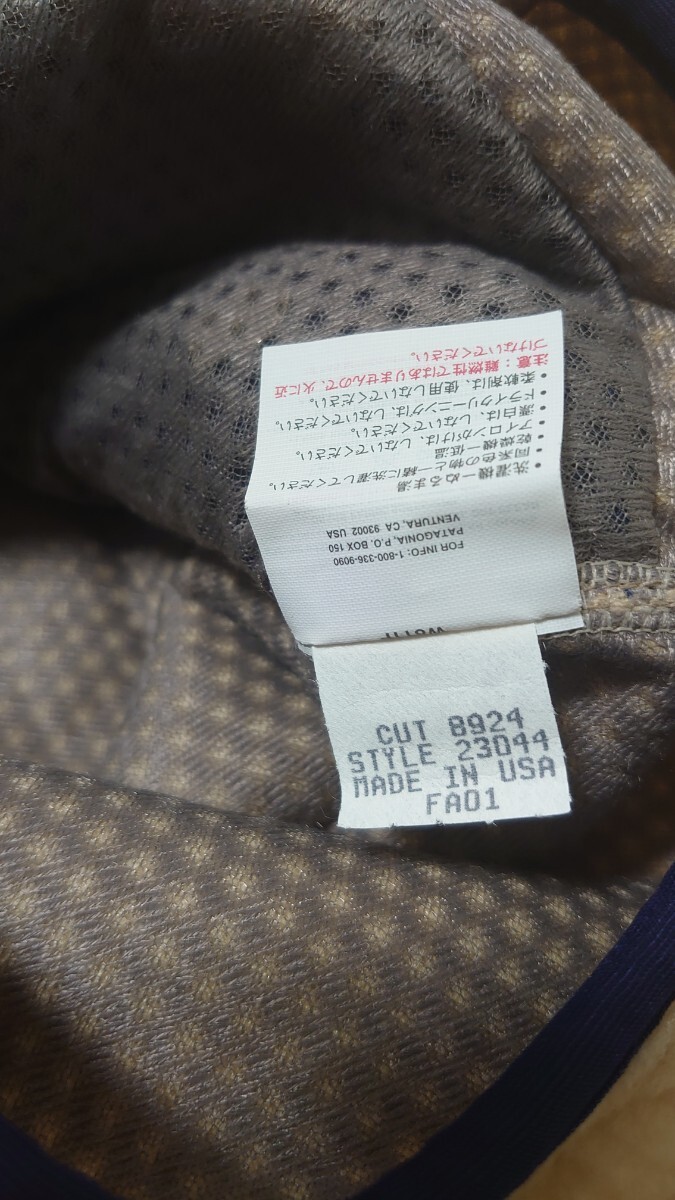 FOR INFO: 1-800-336-9090
PATAGONIA, P.O. BOX 150
VENTURA, CA 93002 USA
• 洗濯機ーぬるま湯
• 同系色の物と一緒に洗濯してください。
• 乾燥機ー低温
• アイロンがけは、しないでください。
• 漂白は、しないでください。
• ドライクリーニングは、しないでください。
• 柔軟剤は、使用しないでください。
注意：難燃性ではありませんので、火に近
づけないでください。
CUT 8924
STYLE 23044
MADE IN USA
FA01